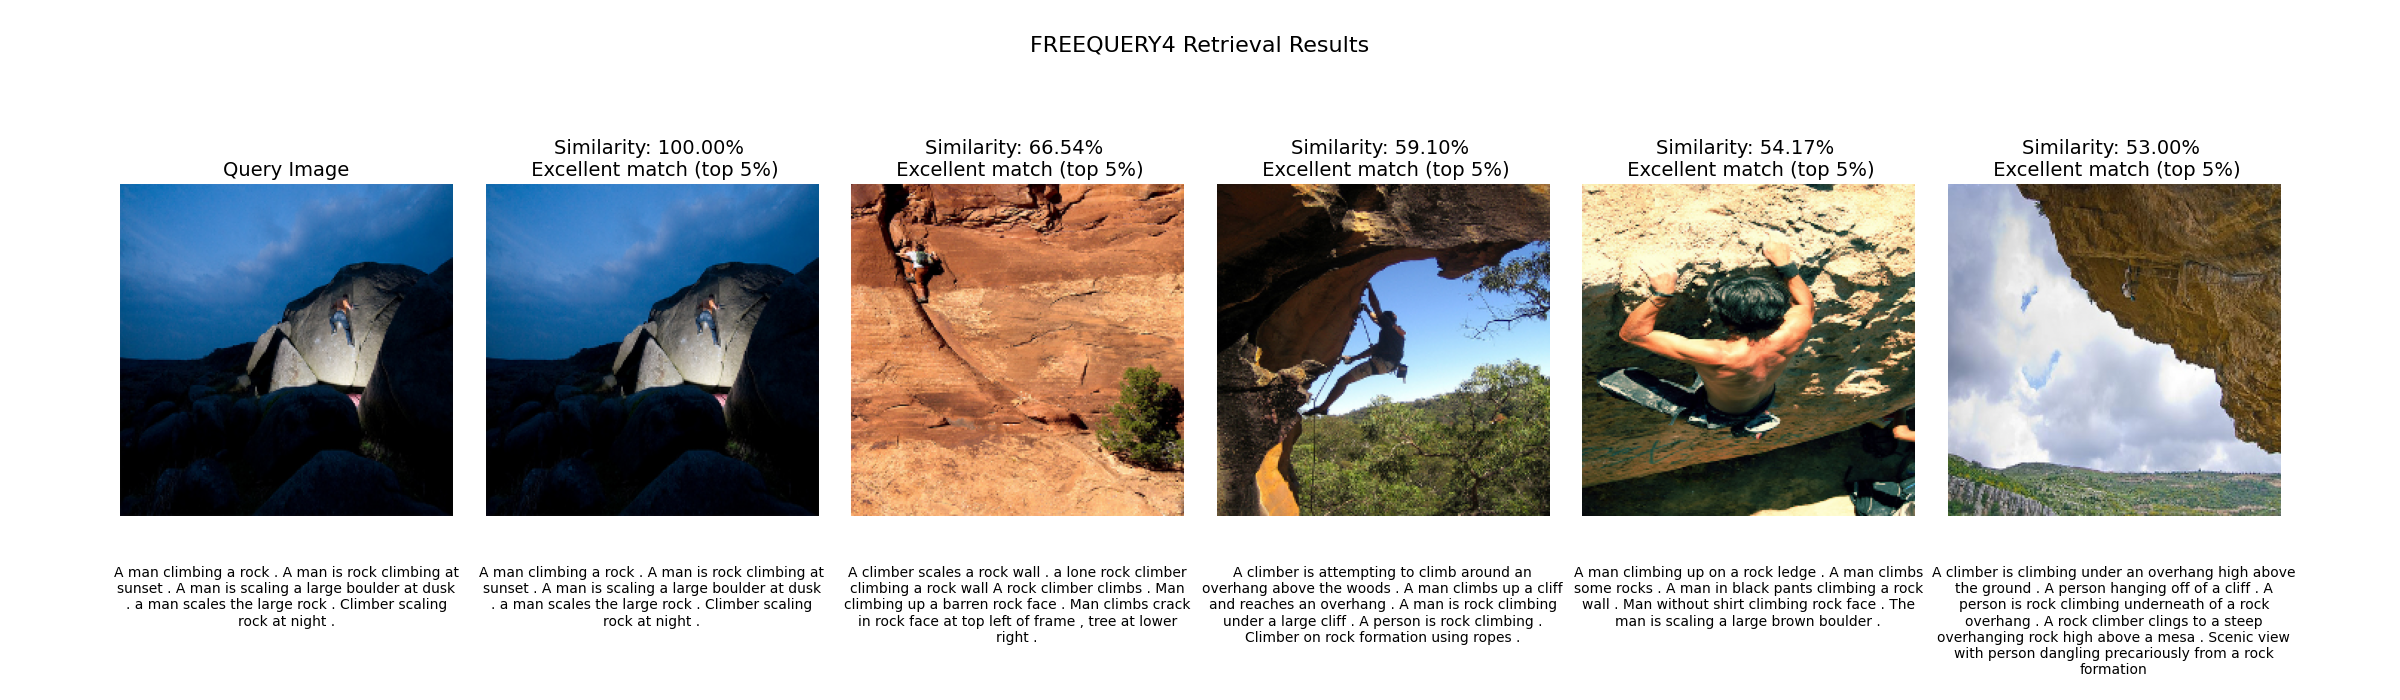 FREEQUERY4 Retrieval Results
Query Image
Similarity: 100.00%
Excellent match (top 5%)
Similarity: 66.54%
Excellent match (top 5%)
Similarity: 59.10%
Excellent match (top 5%)
Similarity: 54.17%
Excellent match (top 5%)
Similarity: 53.00%
Excellent match (top 5%)
A man climbing a rock . A man is rock climbing at
sunset . A man is scaling a large boulder at dusk
. a man scales the large rock . Climber scaling
rock at night .
A man climbing a rock . A man is rock climbing at
sunset . A man is scaling a large boulder at dusk
. a man scales the large rock . Climber scaling
rock at night .
A climber scales a rock wall . a lone rock climber
climbing a rock wall A rock climber climbs . Man
climbing up a barren rock face . Man climbs crack
in rock face at top left of frame , tree at lower
right .
A climber is attempting to climb around an
overhang above the woods . A man climbs up a cliff
and reaches an overhang . A man is rock climbing
under a large cliff . A person is rock climbing .
Climber on rock formation using ropes .
A man climbing up on a rock ledge . A man climbs
some rocks . A man in black pants climbing a rock
wall . Man without shirt climbing rock face . The
man is scaling a large brown boulder .
A climber is climbing under an overhang high above
the ground . A person hanging off of a cliff . A
person is rock climbing underneath of a rock
overhang . A rock climber clings to a steep
overhanging rock high above a mesa . Scenic view
with person dangling precariously from a rock
formation